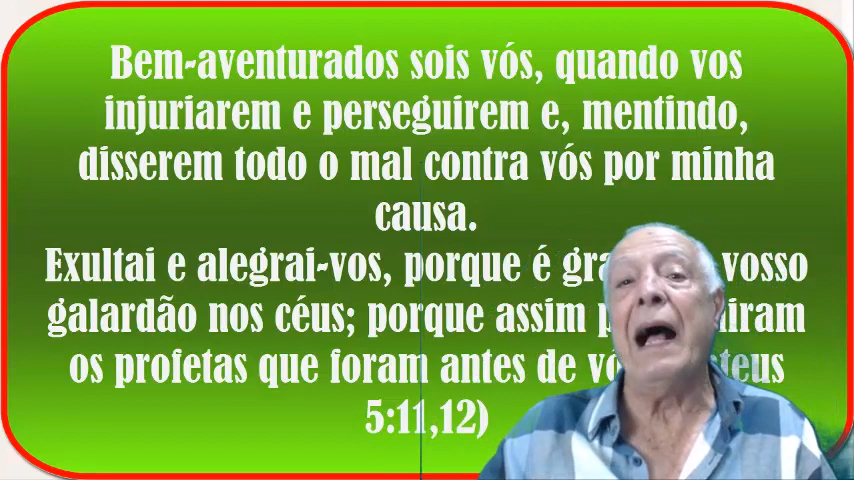 Bem-aventurados sois vós, quando vos
injuriarem e perseguirem e, mentindo,
disserem todo o mal contra vós por minha
causa.
Exultai e alegrai-vos, porque é vosso
galardão nos céus; porque assim
os profetas que foram antes de
5:11,12)